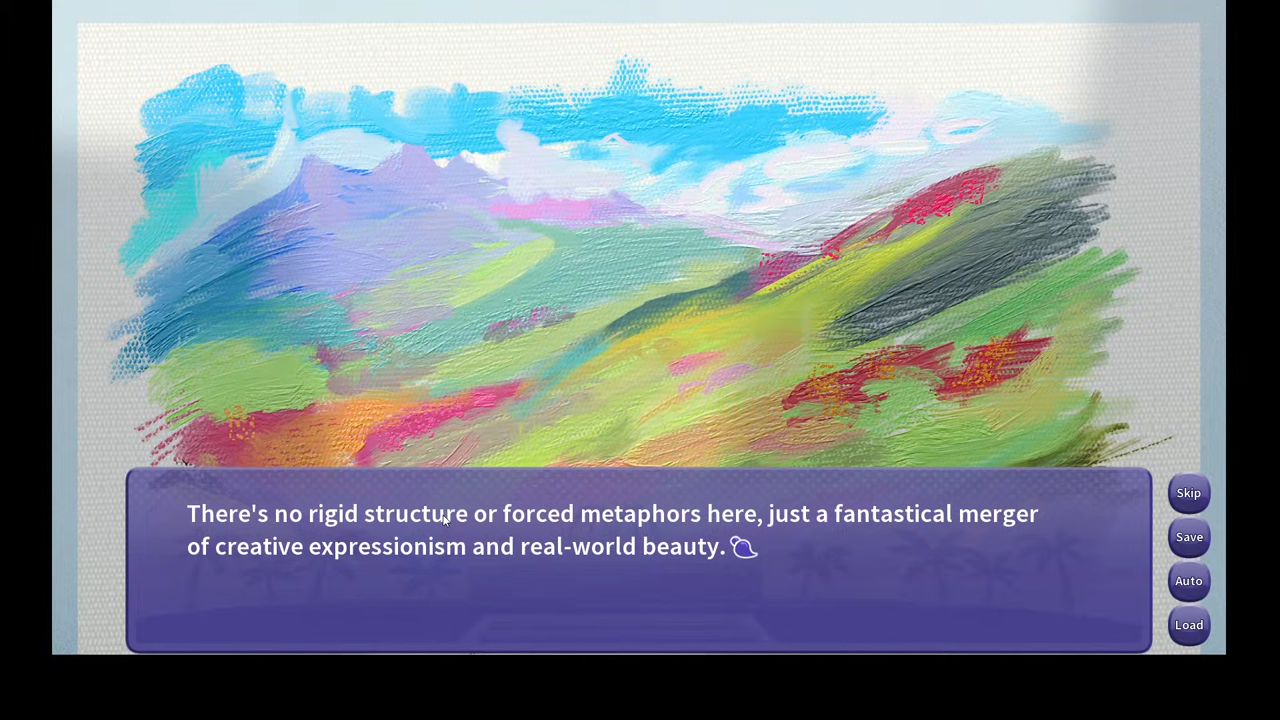 There's no rigid structure or forced metaphors here, just a fantastical merger
of creative expressionism and real-world beauty.
Skip
Save
Auto
Load